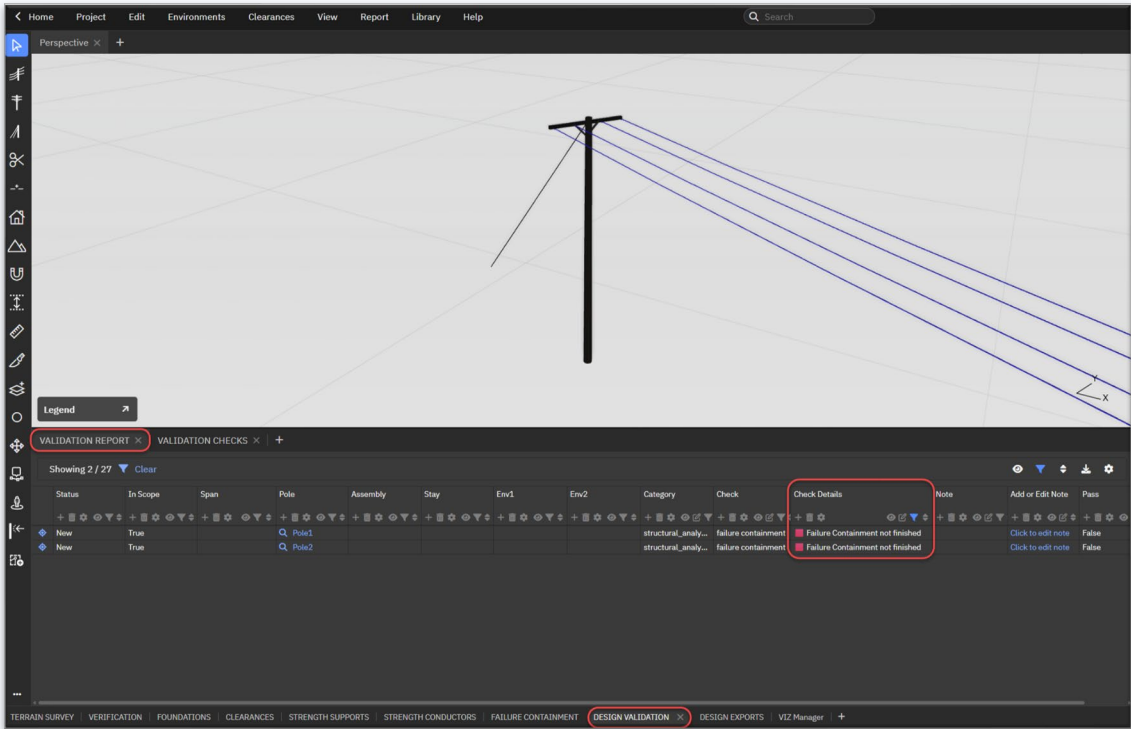 Home Project Edit Environments Clearances View Report Library Help Search
Perspective
Y
X
Legend
VALIDATION REPORT VALIDATION CHECKS
Showing 2 / 27 Clear
Status In Scope Span Pole Assembly Stay Env1 Env2 Category Check Check Details Note Add or Edit Note Pass
New True Pole1 structural_analy... failure containment Failure Containment not finished Click to edit note False
New True Pole2 structural_analy... failure containment Failure Containment not finished Click to edit note False
TERRAIN SURVEY VERIFICATION FOUNDATIONS CLEARANCES STRENGTH SUPPORTS STRENGTH CONDUCTORS FAILURE CONTAINMENT DESIGN VALIDATION DESIGN EXPORTS VIZ Manager